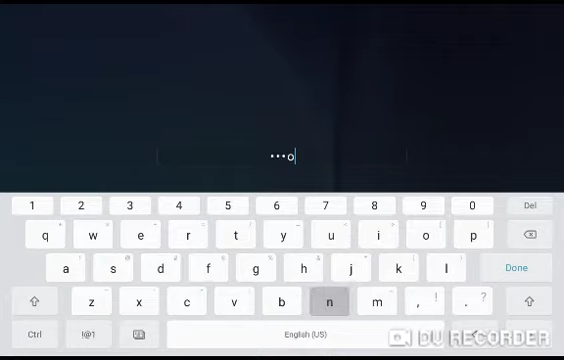 •••o
1 2 3 4 5 6 7 8 9 0 Del
q w e r t y u i o p
a s d f g h j k l Done
z x c v b n m , ! . ?
Ctrl !@1 English (US) DU RECORDER